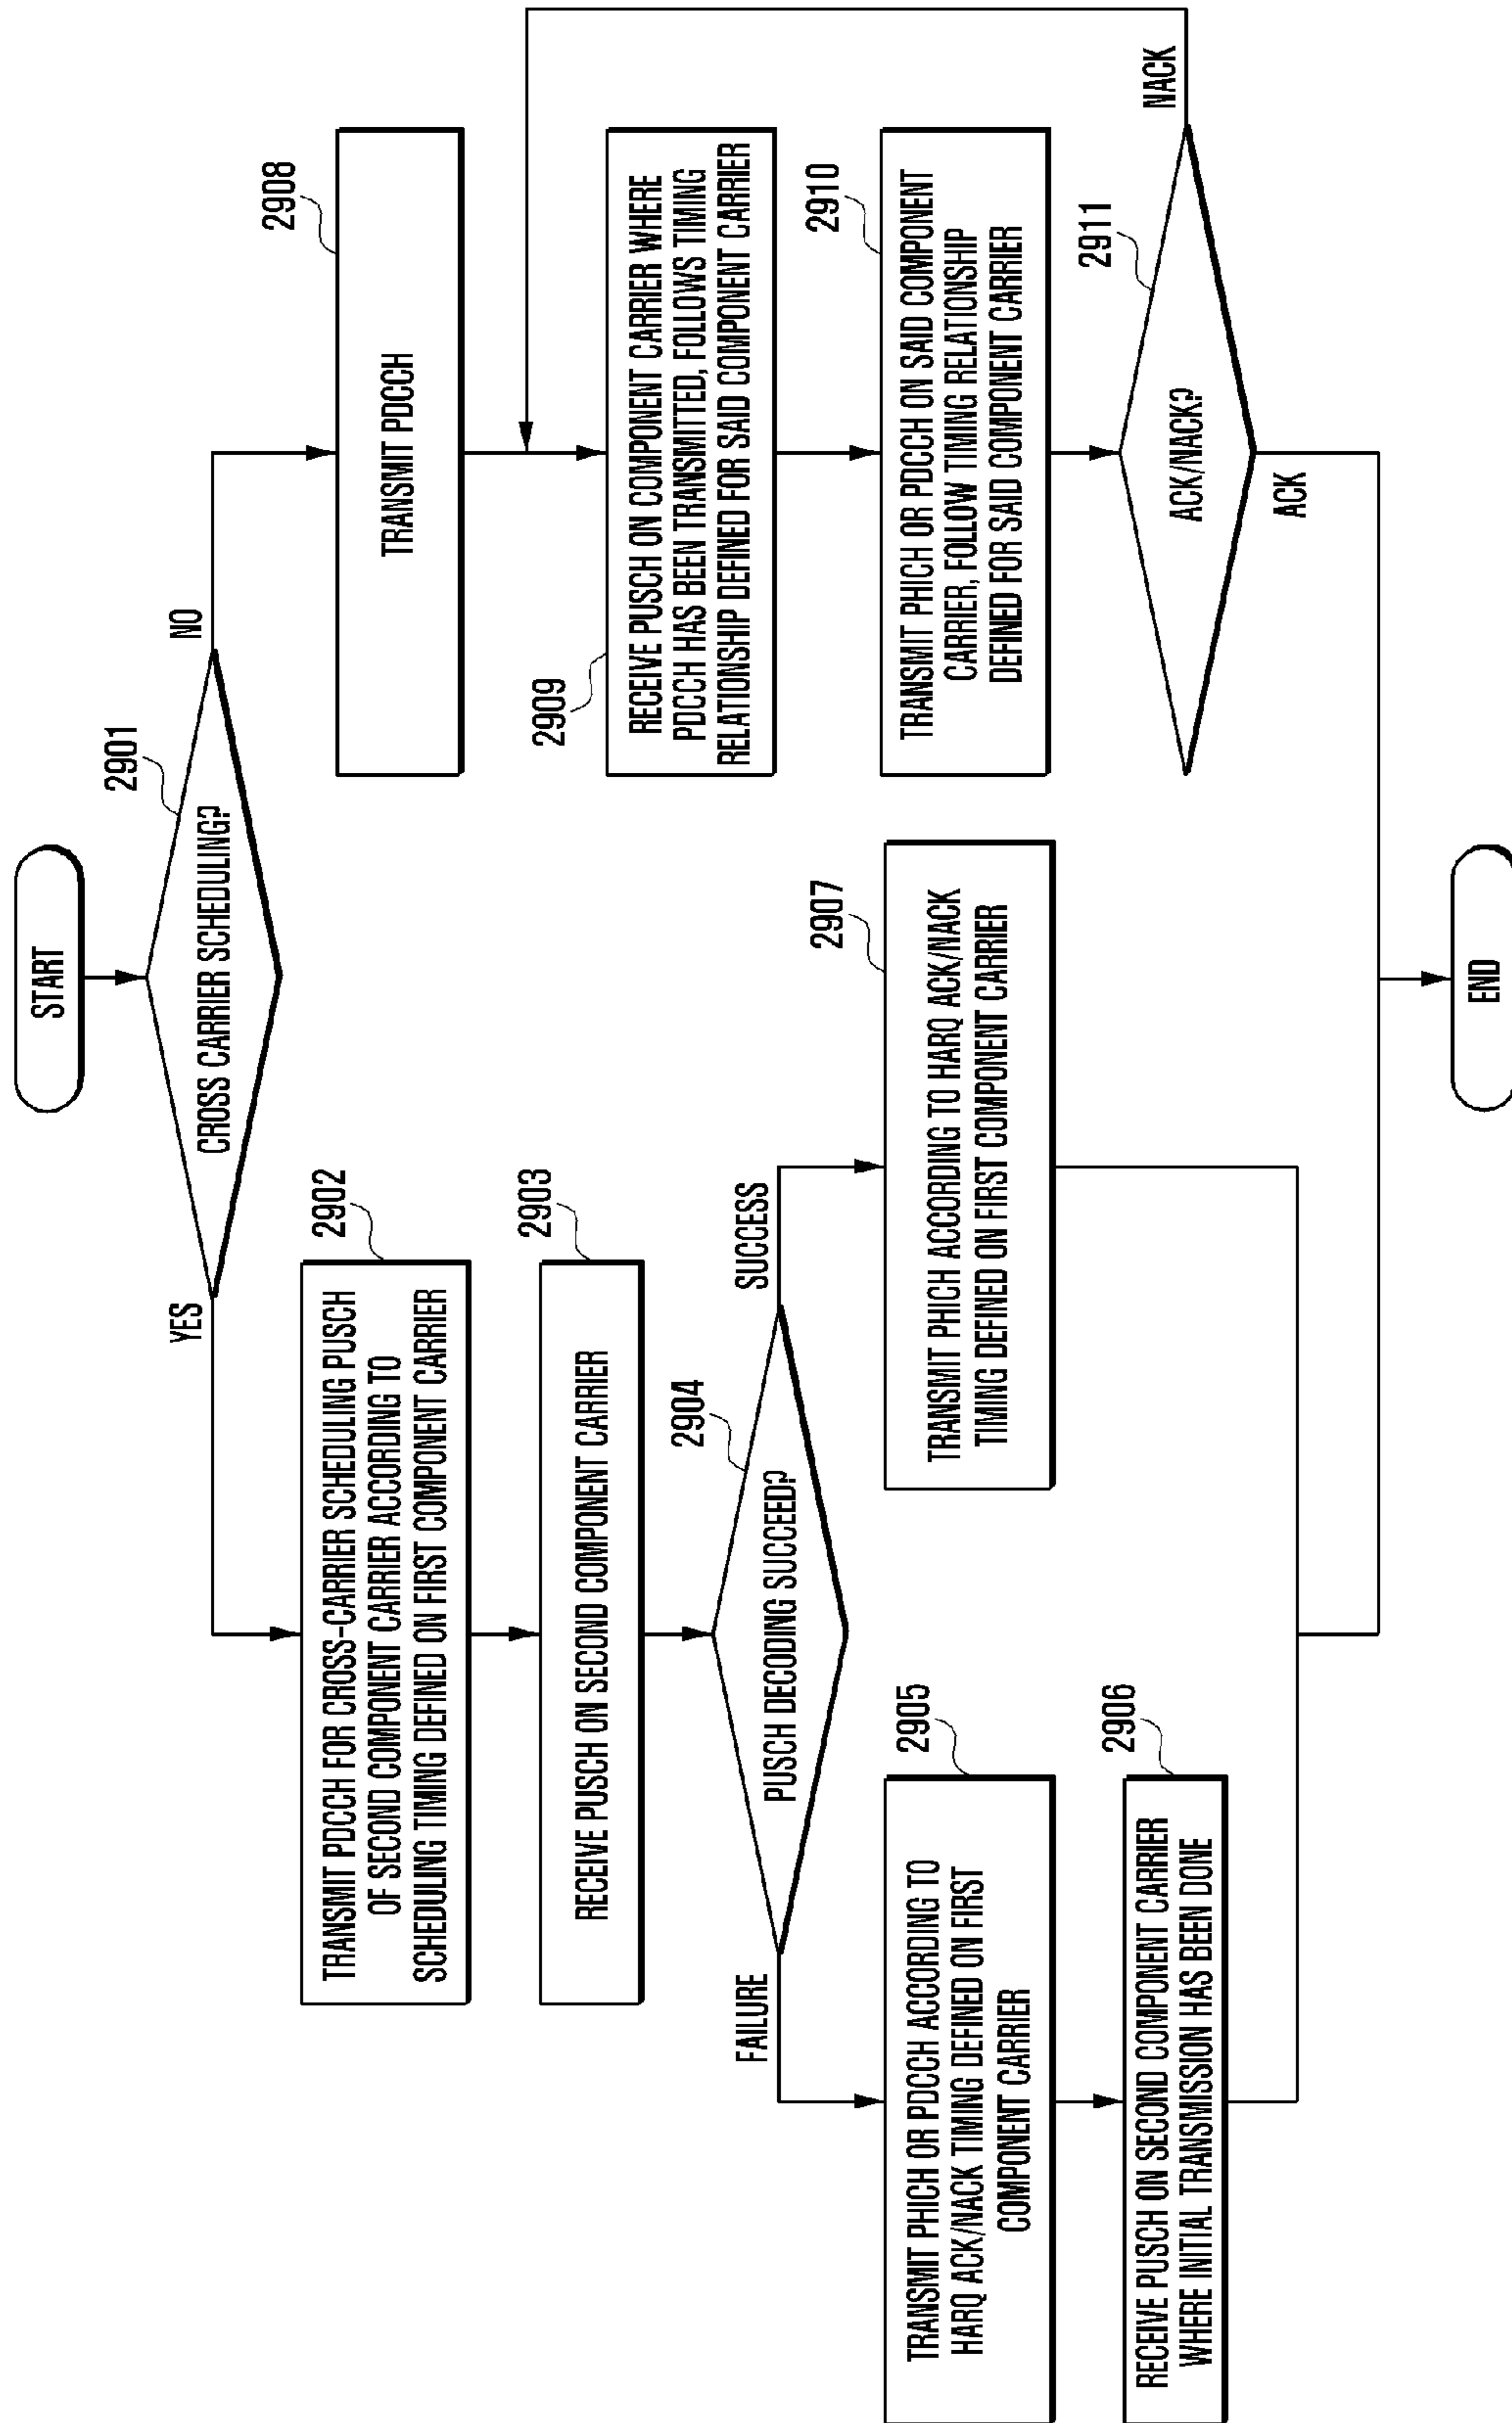 START
2901
CROSS CARRIER SCHEDULING?
YES
NO
2902
TRANSMIT PDCCH FOR CROSS-CARRIER SCHEDULING PUSCH
OF SECOND COMPONENT CARRIER ACCORDING TO
SCHEDULING TIMING DEFINED ON FIRST COMPONENT CARRIER
2903
RECEIVE PUSCH ON SECOND COMPONENT CARRIER
2904
PUSCH DECODING SUCCEED?
FAILURE
SUCCESS
2905
TRANSMIT PHICH OR PDCCH ACCORDING TO
HARQ ACK/NACK TIMING DEFINED ON FIRST
COMPONENT CARRIER
2906
RECEIVE PUSCH ON SECOND COMPONENT CARRIER
WHERE INITIAL TRANSMISSION HAS BEEN DONE
2907
TRANSMIT PHICH ACCORDING TO HARQ ACK/NACK
TIMING DEFINED ON FIRST COMPONENT CARRIER
2908
TRANSMIT PDCCH
2909
RECEIVE PUSCH ON COMPONENT CARRIER WHERE
PDCCH HAS BEEN TRANSMITTED, FOLLOWS TIMING
RELATIONSHIP DEFINED FOR SAID COMPONENT CARRIER
2910
TRANSMIT PHICH OR PDCCH ON SAID COMPONENT
CARRIER, FOLLOW TIMING RELATIONSHIP
DEFINED FOR SAID COMPONENT CARRIER
2911
ACK/NACK?
NACK
ACK
END